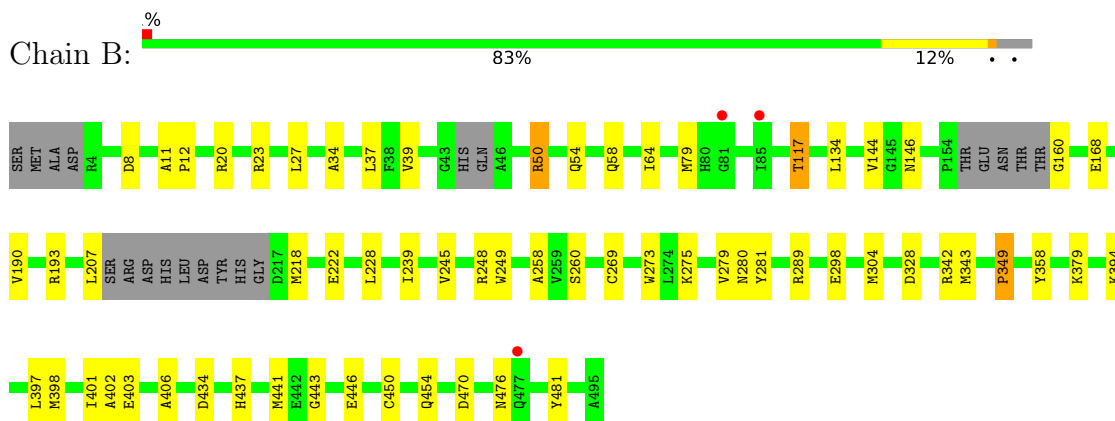 .%
Chain B:
83% 12% • •
SER MET ALA ASP R4 D8 A11 P12 R20 R23 L27 A34 L37 F38 V39 G43 HIS GLN A46 R50 Q54 Q58 I64 M79 H80 G81 I85 T117 L134 V144 G145 N146 P154 THR GLU ASN THR THR G160 E168
V190 R193 L207 SER ARG ASP HIS LEU ASP TYR HIS GLY D217 M218 E222 L228 I239 V245 R248 W249 A258 V259 S260 C269 W273 L274 K275 V279 N280 Y281 R289 E298 M304 D328 R342 M343 P349 Y358 K379
L397 M398 I401 A402 E403 A406 D434 H437 M441 E442 G443 E446 C450 Q454 D470 N476 Q477 Y481 A495